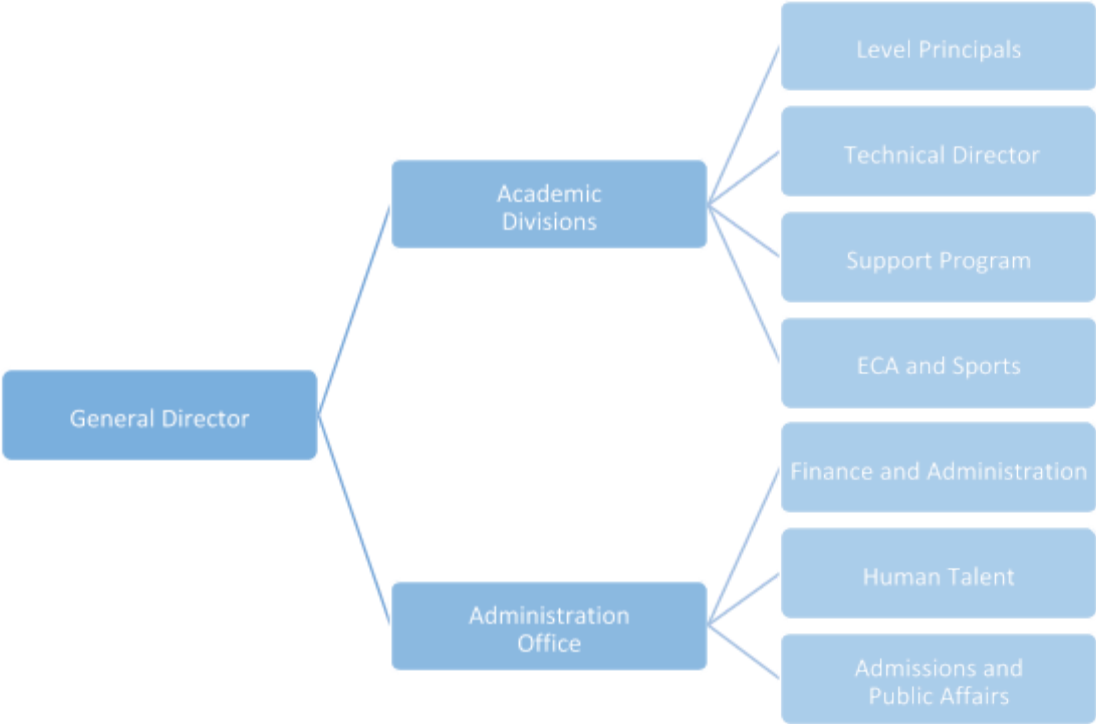 Level Principals
Technical Director
Academic
Divisions
Support Program
ECA and Sports
General Director
Finance and Administration
Human Talent
Administration
Office
Admissions and
Public Affairs